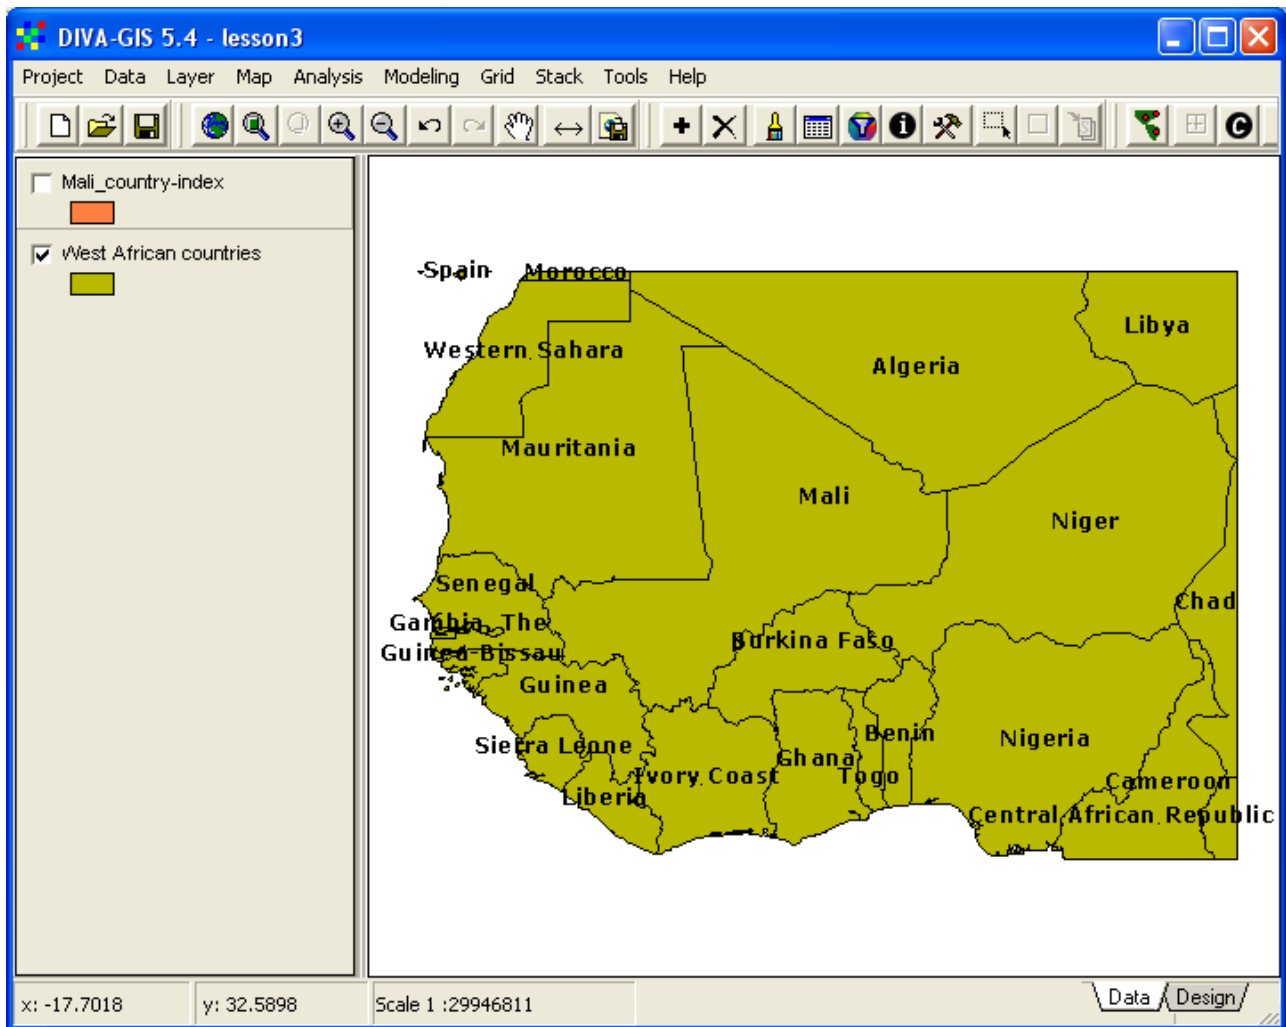 DIVA-GIS 5.4 - lesson3
Project Data Layer Map Analysis Modeling Grid Stack Tools Help
Mali_country-index
West African countries
Spain Morocco
Libya
Western Sahara
Algeria
Mauritania
Mali
Niger
Senegal
Chad
Gambia, The
Burkina Faso
Guinea-Bissau
Guinea
Benin
Nigeria
Sierra Leone
Ghana
Ivory Coast
Togo
Cameroon
Liberia
Central African Republic
x: -17.7018 y: 32.5898 Scale 1 :29946811 Data Design